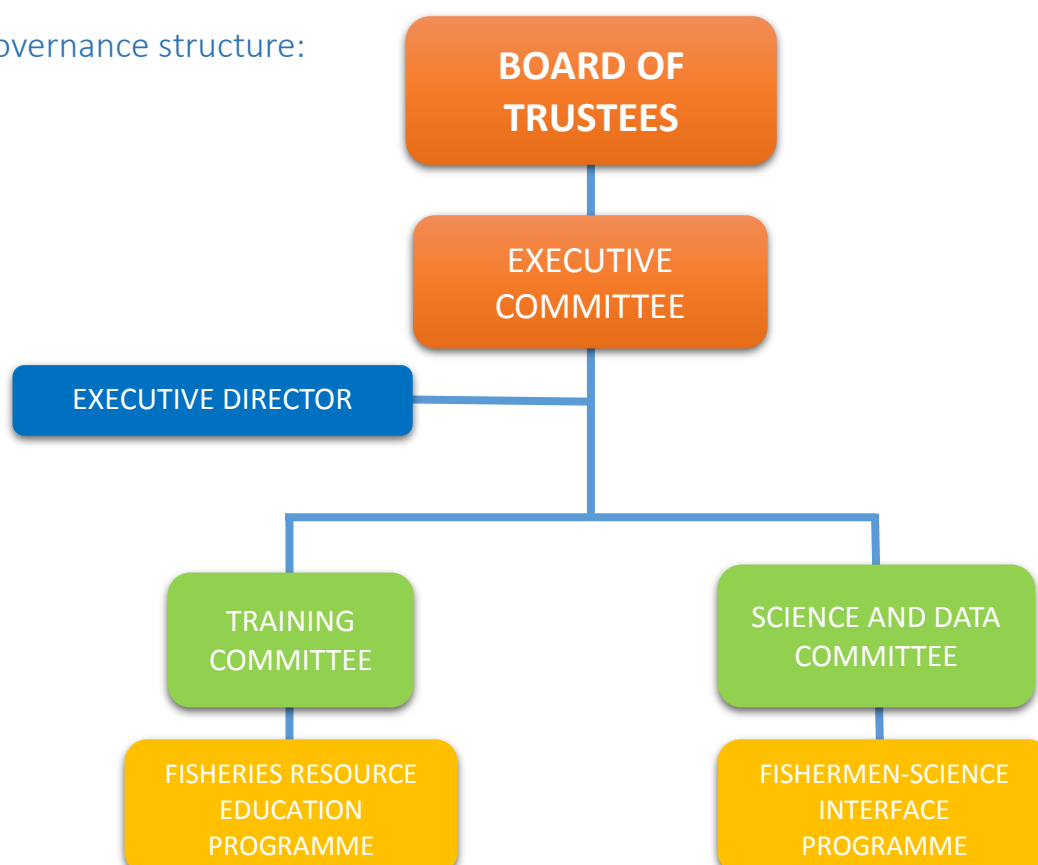 overnance structure:
BOARD OF
TRUSTEES
EXECUTIVE
COMMITTEE
EXECUTIVE DIRECTOR
TRAINING
COMMITTEE
SCIENCE AND DATA
COMMITTEE
FISHERIES RESOURCE
EDUCATION
PROGRAMME
FISHERMEN-SCIENCE
INTERFACE
PROGRAMME